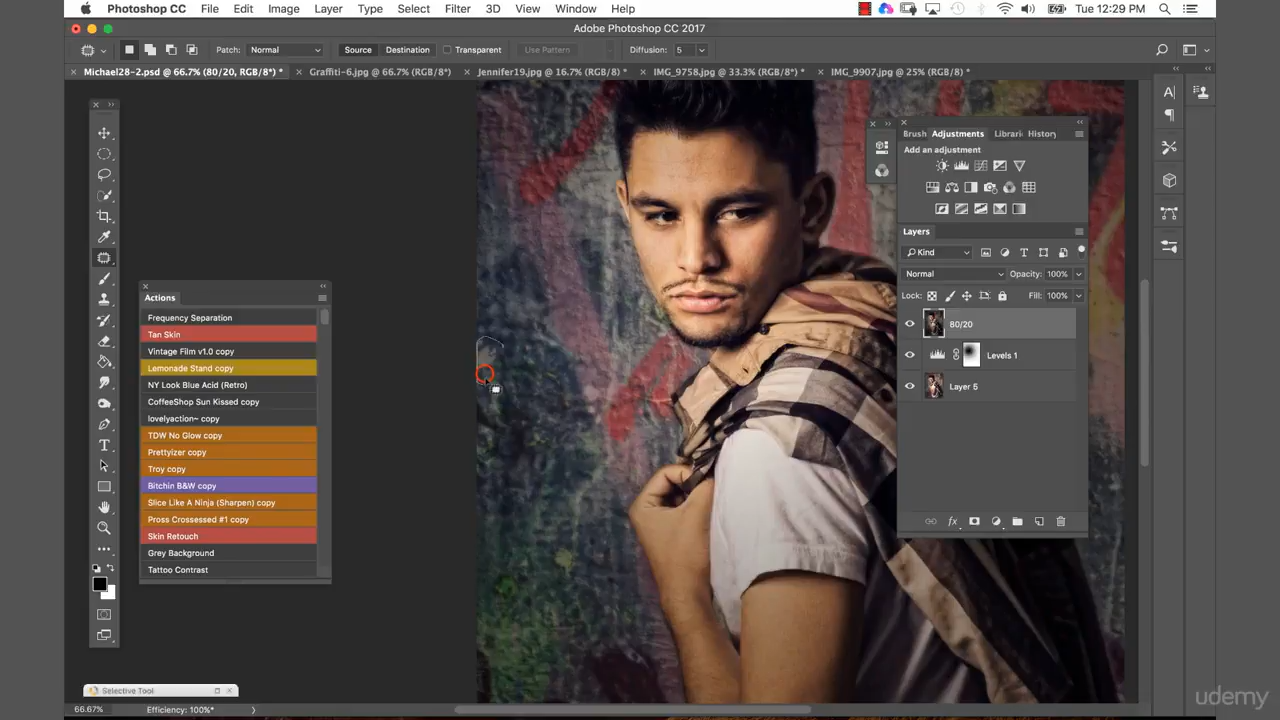 Photoshop CC File Edit Image Layer Type Select Filter 3D View Window Help Tue 12:29 PM
Adobe Photoshop CC 2017
Patch: Normal Source Destination Transparent Use Pattern Diffusion: 5
Michael28-2.psd @ 66.7% (80/20, RGB/8*) * Graffiti-6.jpg @ 66.7% (RGB/8*) Jennifer19.jpg @ 16.7% (RGB/8) * IMG_9758.jpg @ 33.3% (RGB/8*) * IMG_9907.jpg @ 25% (RGB/8*) *
Brush Adjustments Librari History
Add an adjustment
Layers
Kind
Normal Opacity: 100%
Lock: Fill: 100%
80/20
Levels 1
Layer 5
Actions
Frequency Separation
Tan Skin
Vintage Film v1.0 copy
Lemonade Stand copy
NY Look Blue Acid (Retro)
CoffeeShop Sun Kissed copy
lovelyaction~ copy
TDW No Glow copy
Prettyizer copy
Troy copy
Bitchin B&W copy
Slice Like A Ninja (Sharpen) copy
Pross Crossessed #1 copy
Skin Retouch
Grey Background
Tattoo Contrast
Selective Tool
66.67% Efficiency: 100%*
udemy